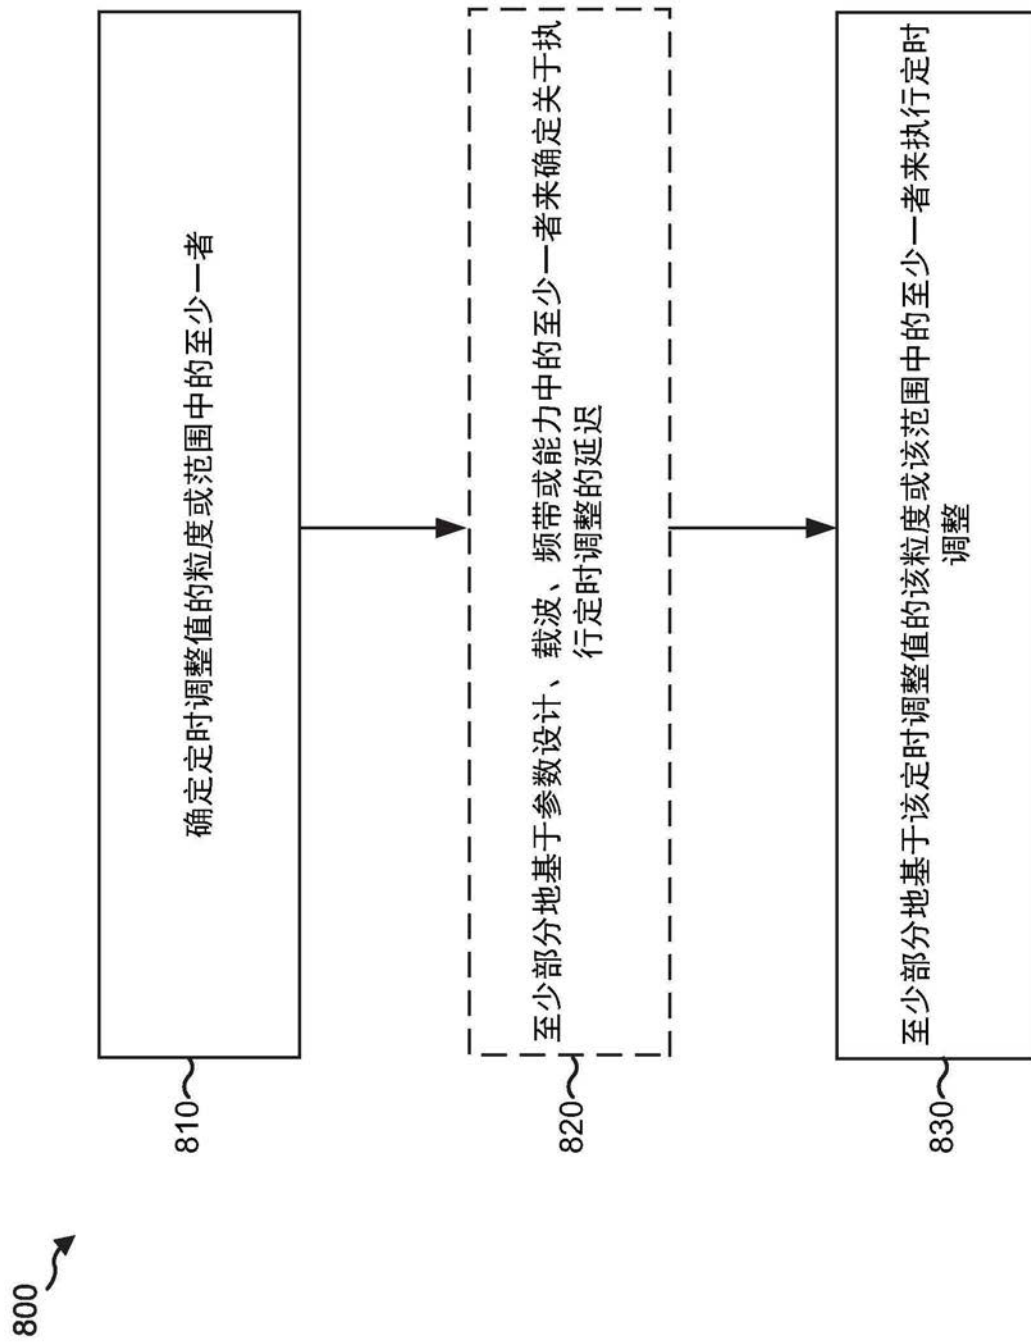 800
810
确定定时调整值的粒度或范围中的至少一者
820
至少部分地基于参数设计、载波、频带或能力中的至少一者来确定关于执
行定时调整的延迟
830
至少部分地基于该定时调整值的该粒度或该范围中的至少一者来执行定时
调整